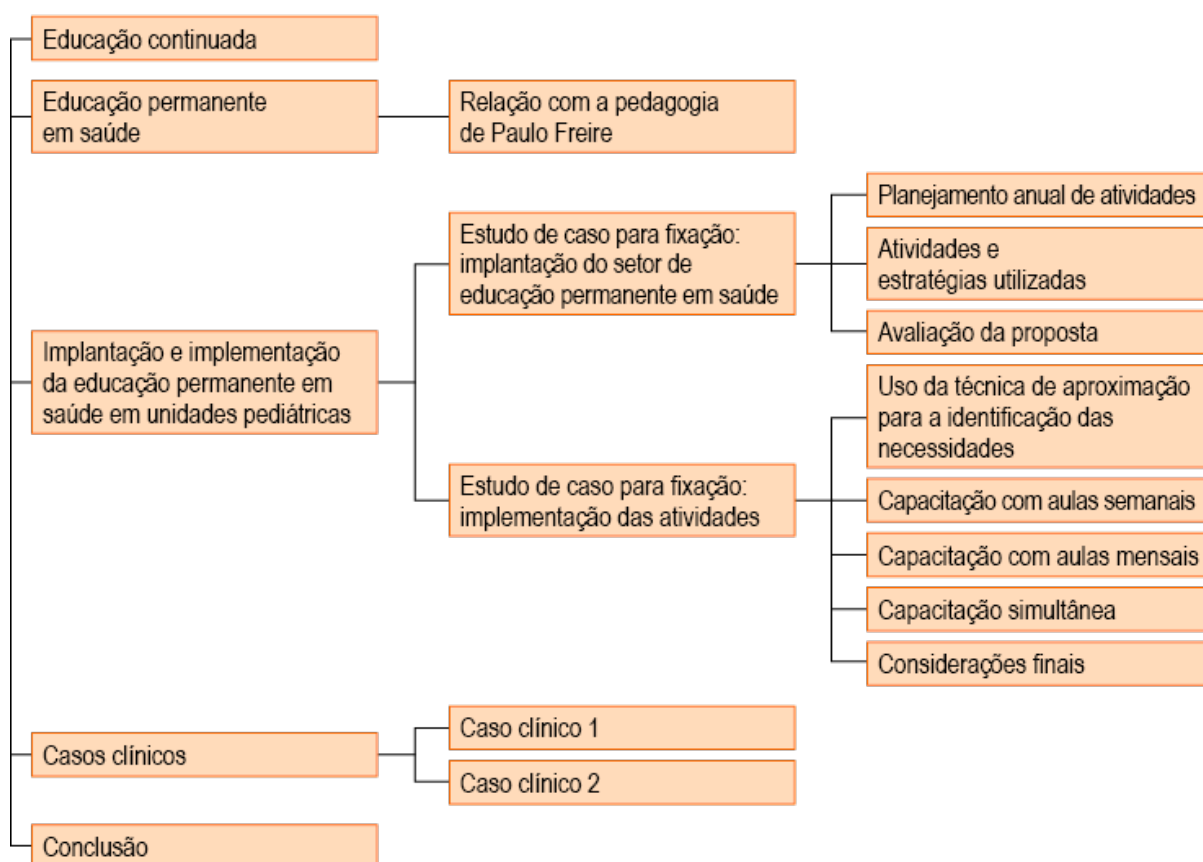 Educação continuada
Educação permanente
em saúde
Relação com a pedagogia
de Paulo Freire
Implantação e implementação
da educação permanente em
saúde em unidades pediátricas
Estudo de caso para fixação:
implantação do setor de
educação permanente em saúde
Planejamento anual de atividades
Atividades e
estratégias utilizadas
Avaliação da proposta
Estudo de caso para fixação:
implementação das atividades
Uso da técnica de aproximação
para a identificação das
necessidades
Capacitação com aulas semanais
Capacitação com aulas mensais
Capacitação simultânea
Considerações finais
Casos clínicos
Caso clínico 1
Caso clínico 2
Conclusão